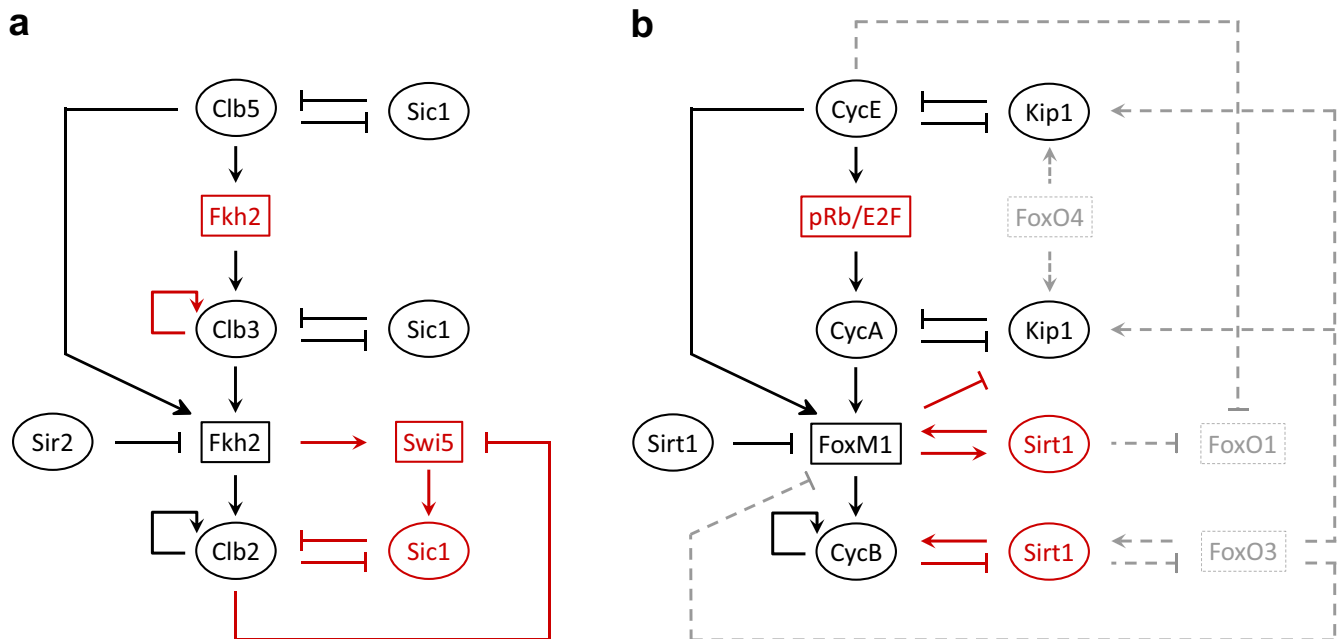 a
b
Clb5
Sic1
CycE
Kip1
Fkh2
pRb/E2F
FoxO4
Clb3
Sic1
CycA
Kip1
Sir2
Fkh2
Swi5
Sirt1
FoxM1
Sirt1
FoxO1
Clb2
Sic1
CycB
Sirt1
FoxO3